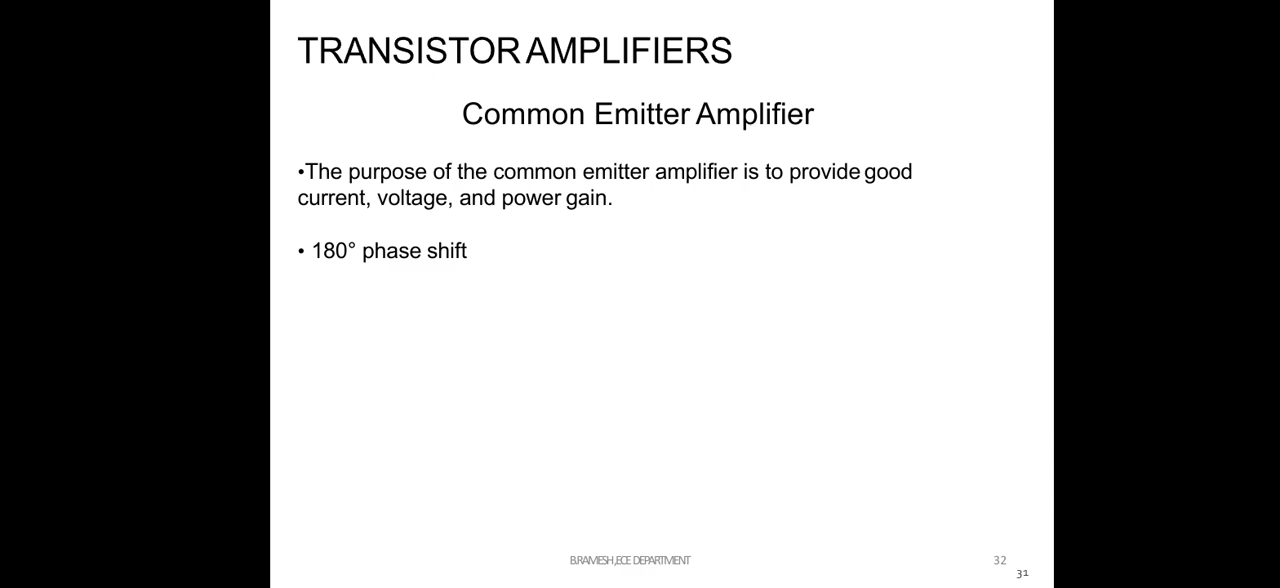 TRANSISTOR AMPLIFIERS
Common Emitter Amplifier
•The purpose of the common emitter amplifier is to provide good
current, voltage, and power gain.
• 180° phase shift
B.RAMESH,ECE DEPARTMENT
32
31